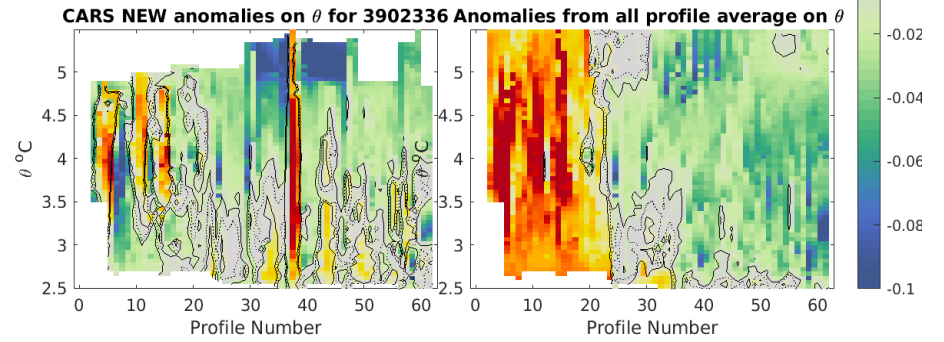 CARS NEW anomalies on θ for 3902336 Anomalies from all profile average on θ
5
4.5
4
3.5
3
2.5
θ °C
0 10 20 30 40 50 60
Profile Number
5
4.5
4
3.5
3
2.5
θ °C
0 10 20 30 40 50 60
Profile Number
-0.02
-0.04
-0.06
-0.08
-0.1